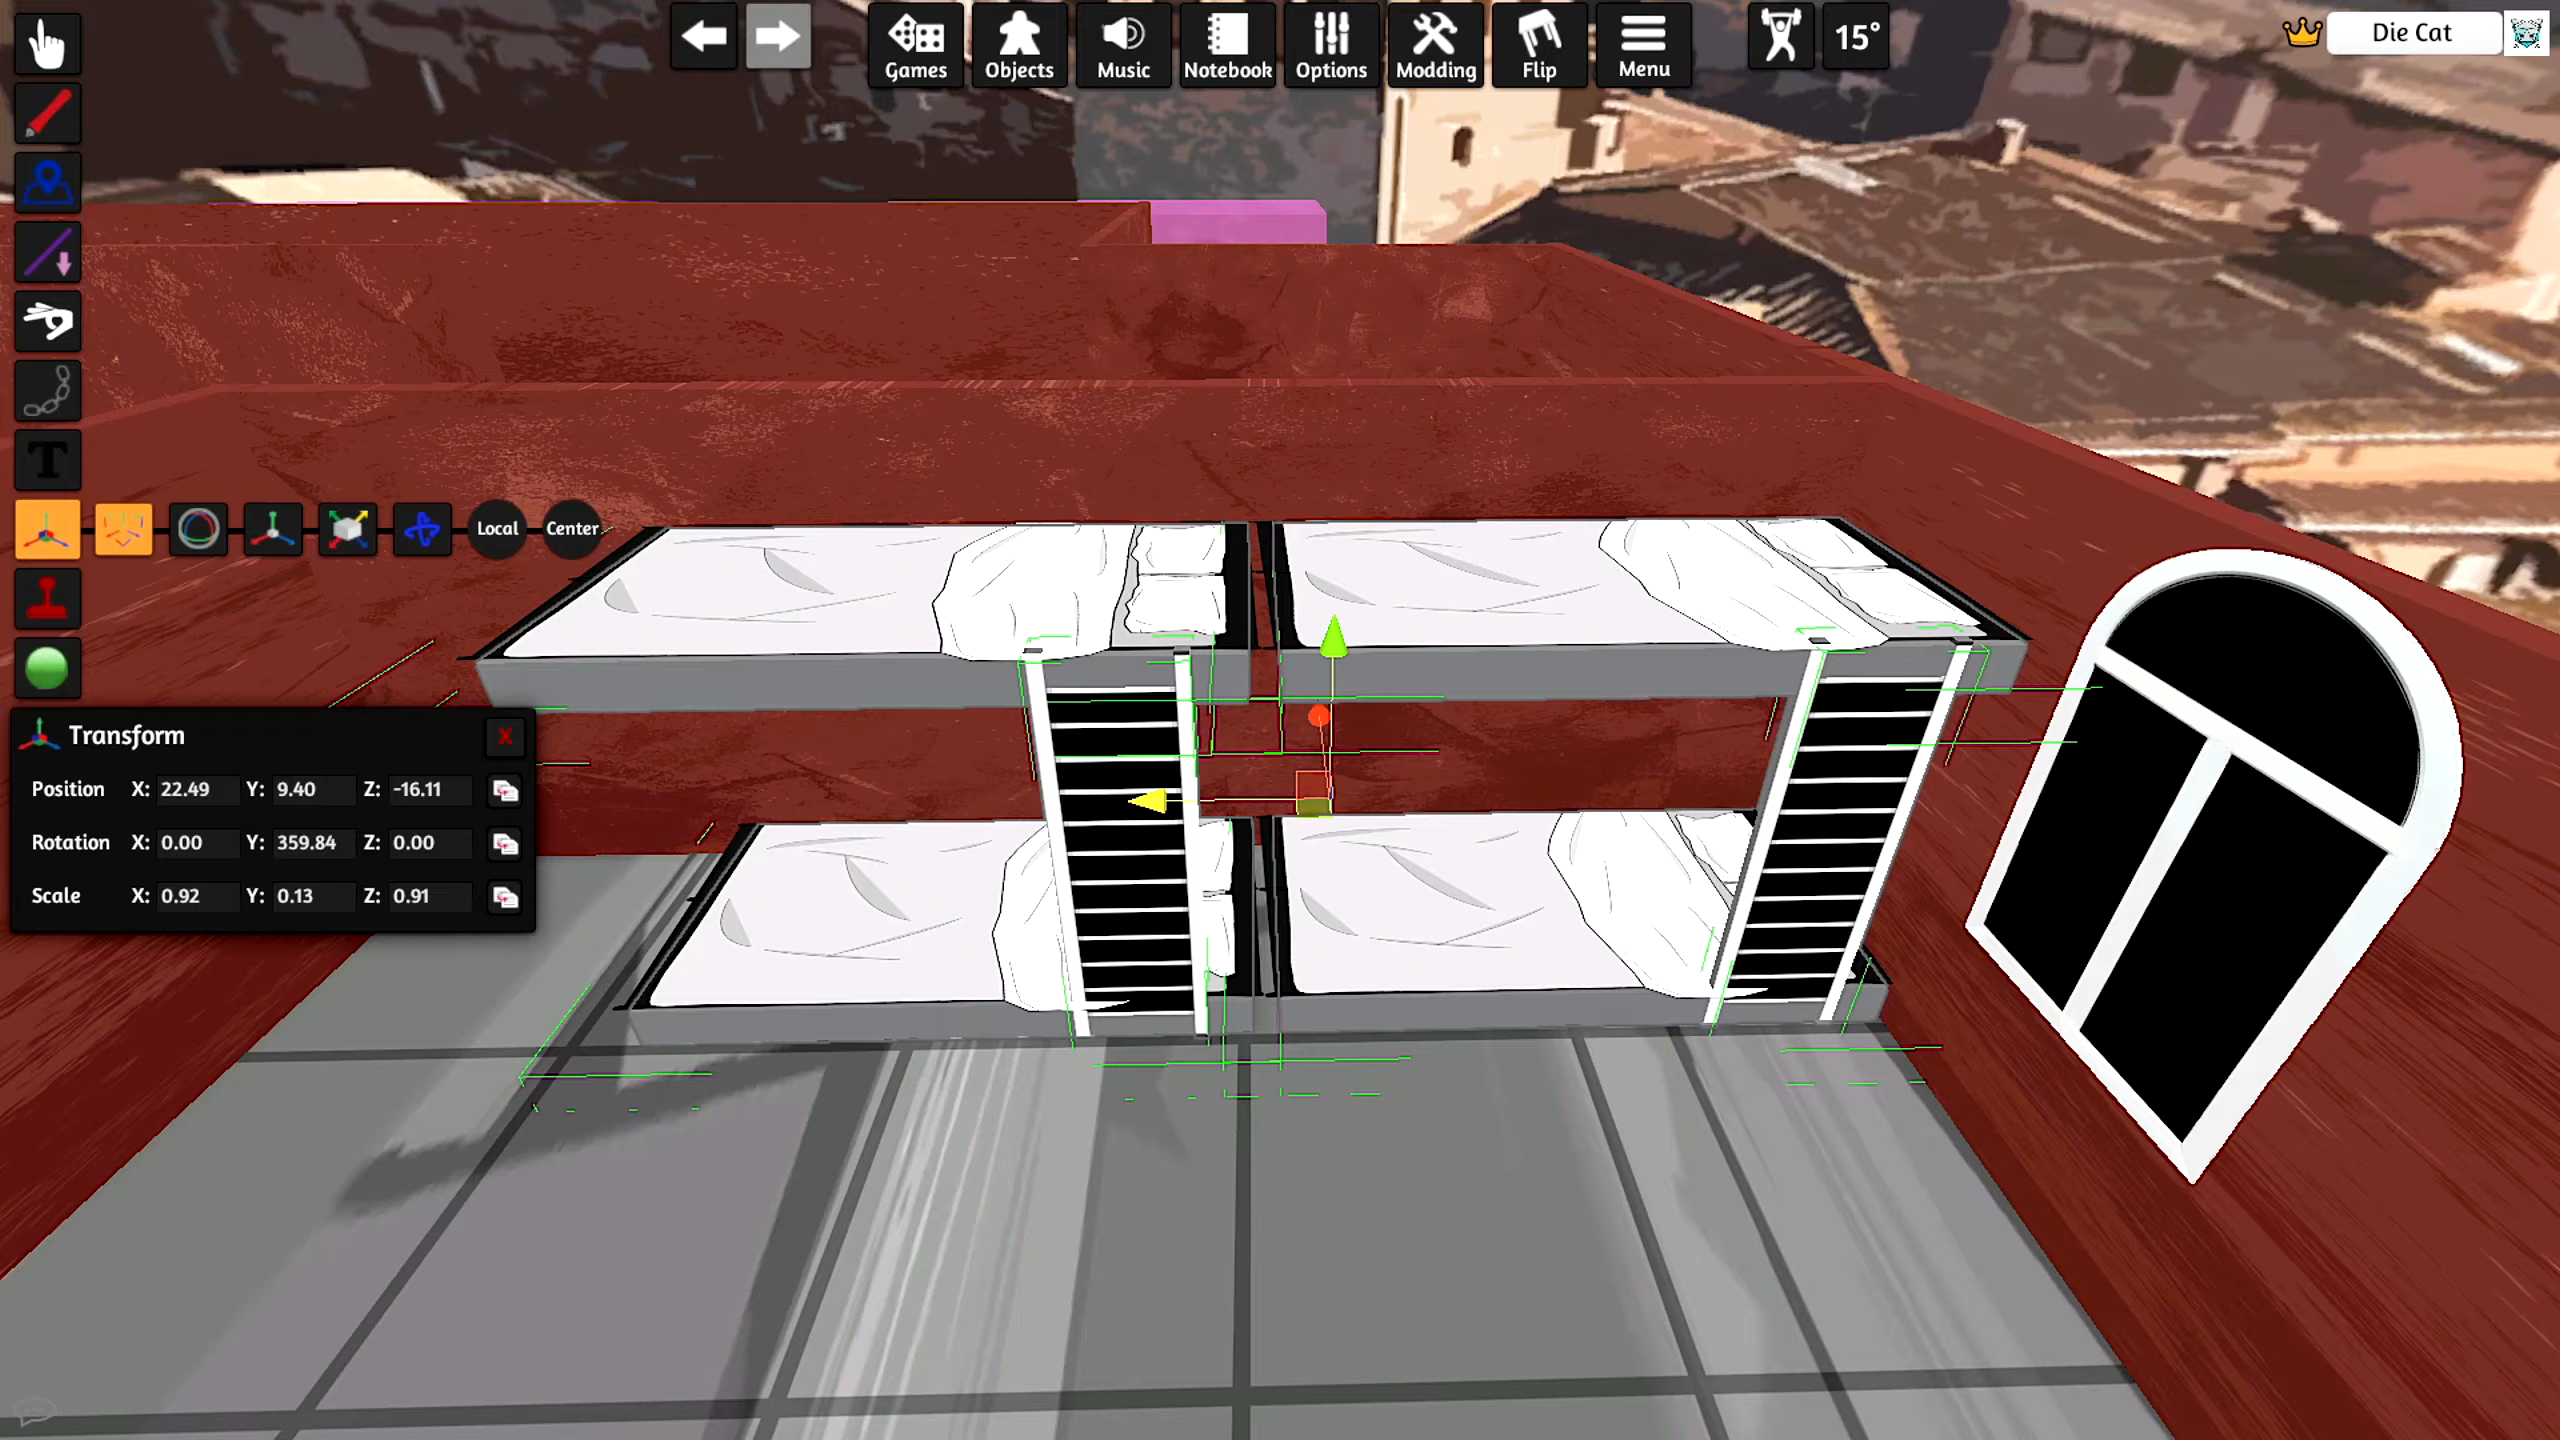 Games Objects Music Notebook Options Modding Flip Menu 15° Die Cat
T
Local Center
Transform X
Position X: 22.49 Y: 9.40 Z: -16.11
Rotation X: 0.00 Y: 359.84 Z: 0.00
Scale X: 0.92 Y: 0.13 Z: 0.91